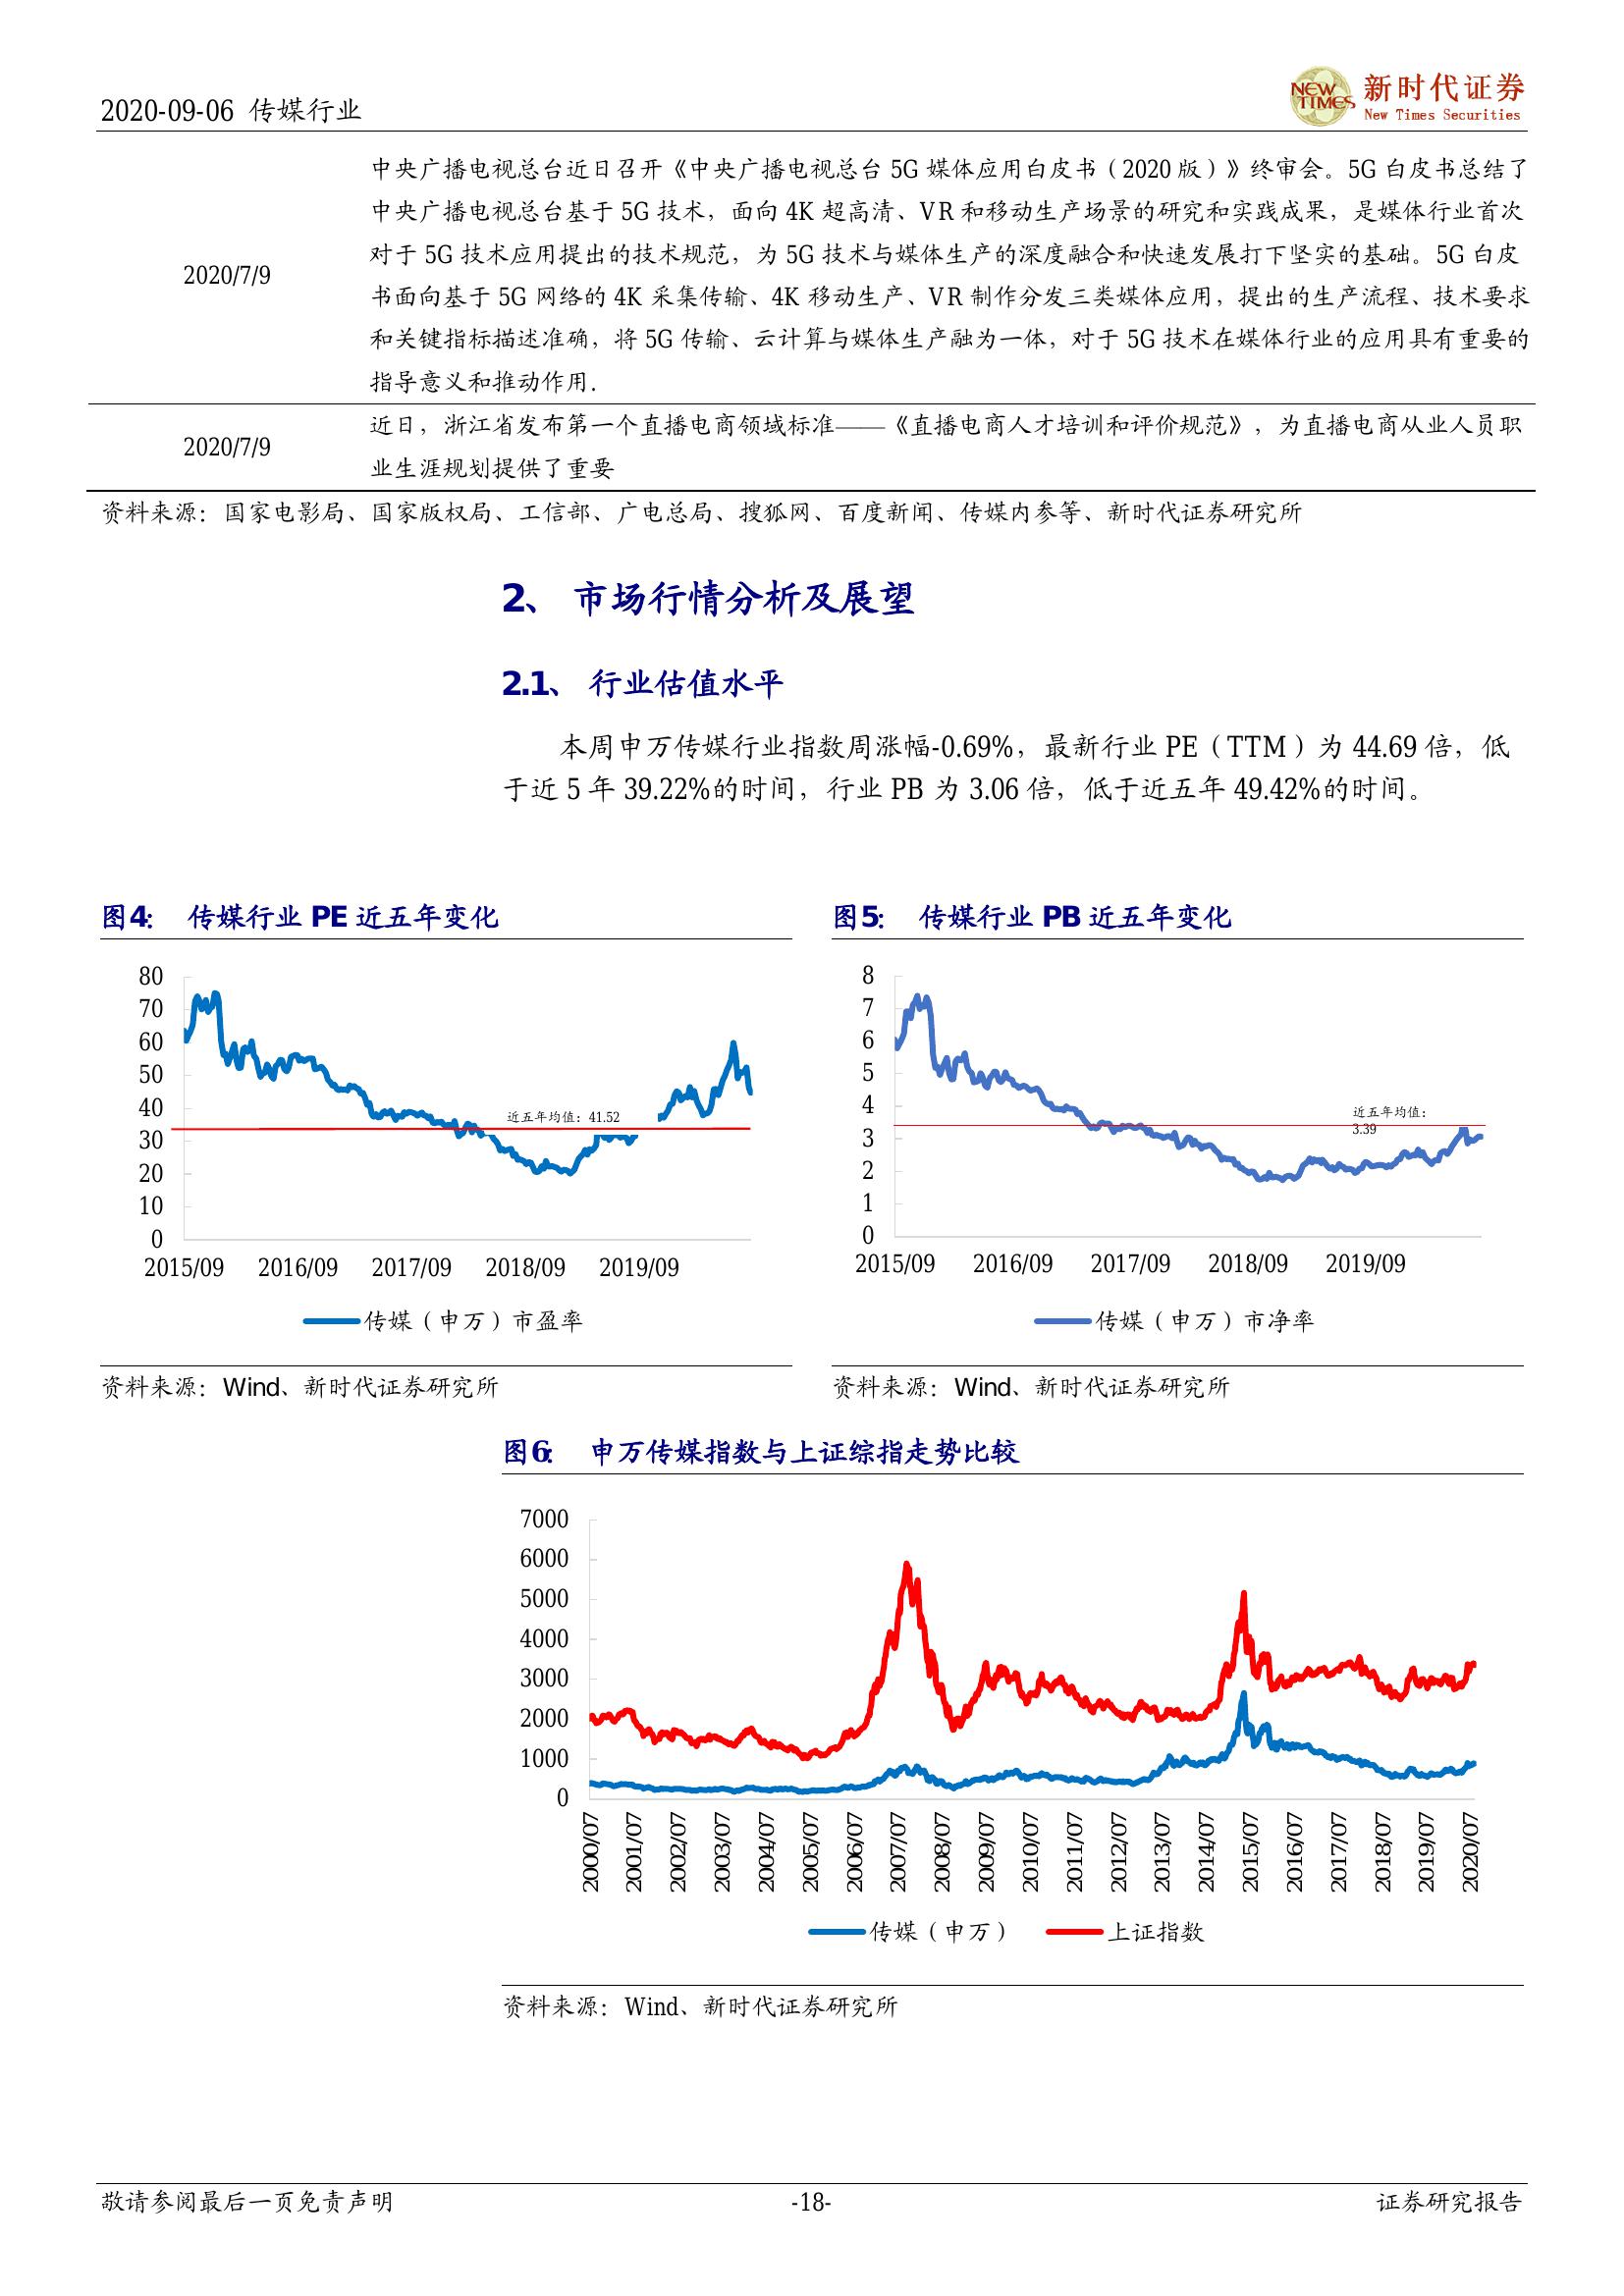 2020-09-06 传媒行业
NEW TIMES
新时代证券
New Times Securities
中央广播电视总台近日召开《中央广播电视总台 5G 媒体应用白皮书（2020 版）》终审会。5G 白皮书总结了
中央广播电视总台基于 5G 技术，面向 4K 超高清、VR 和移动生产场景的研究和实践成果，是媒体行业首次
对于 5G 技术应用提出的技术规范，为 5G 技术与媒体生产的深度融合和快速发展打下坚实的基础。5G 白皮
2020/7/9
书面向基于 5G 网络的 4K 采集传输、4K 移动生产、VR 制作分发三类媒体应用，提出的生产流程、技术要求
和关键指标描述准确，将 5G 传输、云计算与媒体生产融为一体，对于 5G 技术在媒体行业的应用具有重要的
指导意义和推动作用.
2020/7/9
近日，浙江省发布第一个直播电商领域标准——《直播电商人才培训和评价规范》，为直播电商从业人员职
业生涯规划提供了重要
资料来源：国家电影局、国家版权局、工信部、广电总局、搜狐网、百度新闻、传媒内参等、新时代证券研究所
2、 市场行情分析及展望
2.1、 行业估值水平
本周申万传媒行业指数周涨幅-0.69%，最新行业 PE（TTM）为 44.69 倍，低
于近 5 年 39.22%的时间，行业 PB 为 3.06 倍，低于近五年 49.42%的时间。
图4： 传媒行业 PE 近五年变化
80
70
60
50
40
30
20
10
0
近五年均值：41.52
2015/09 2016/09 2017/09 2018/09 2019/09
传媒（申万）市盈率
资料来源：Wind、新时代证券研究所
图5： 传媒行业 PB 近五年变化
8
7
6
5
4
3
2
1
0
近五年均值：
3.39
2015/09 2016/09 2017/09 2018/09 2019/09
传媒（申万）市净率
资料来源：Wind、新时代证券研究所
图6： 申万传媒指数与上证综指走势比较
7000
6000
5000
4000
3000
2000
1000
0
2000/07 2001/07 2002/07 2003/07 2004/07 2005/07 2006/07 2007/07 2008/07 2009/07 2010/07 2011/07 2012/07 2013/07 2014/07 2015/07 2016/07 2017/07 2018/07 2019/07 2020/07
传媒（申万） 上证指数
资料来源：Wind、新时代证券研究所
敬请参阅最后一页免责声明 -18- 证券研究报告